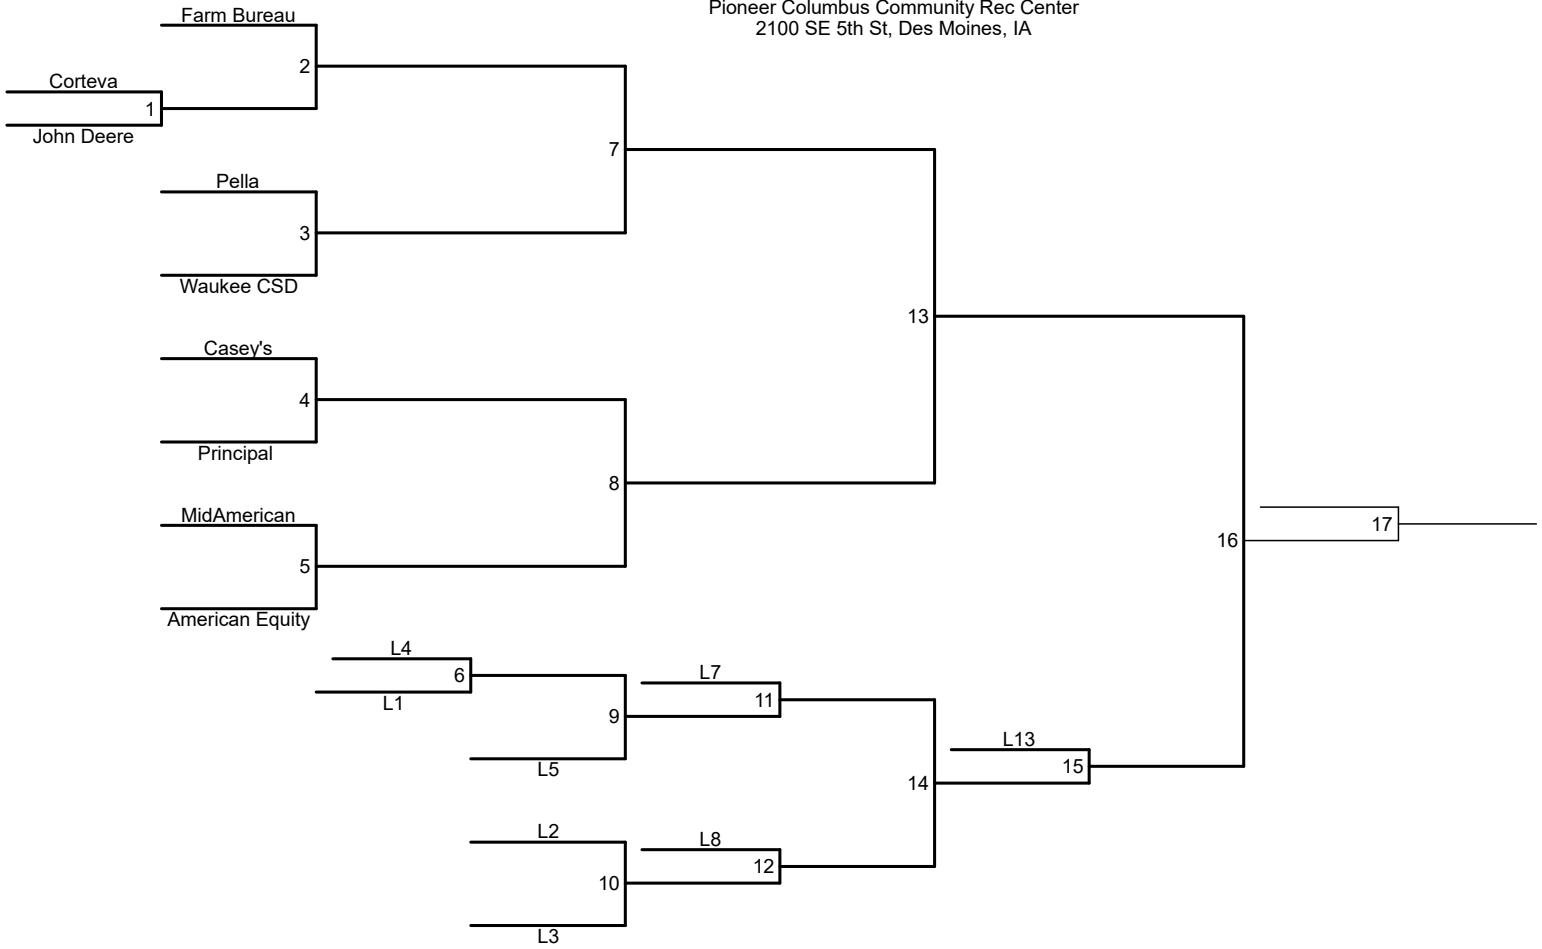 Pioneer Columbus Community Rec Center
2100 SE 5th St, Des Moines, IA
Farm Bureau
2
Corteva
1
John Deere
7
Pella
3
Waukee CSD
13
Casey's
4
Principal
8
MidAmerican
17
16
5
American Equity
L4
6
L1
L7
11
9
L5
L13
15
14
L2
L8
12
10
L3